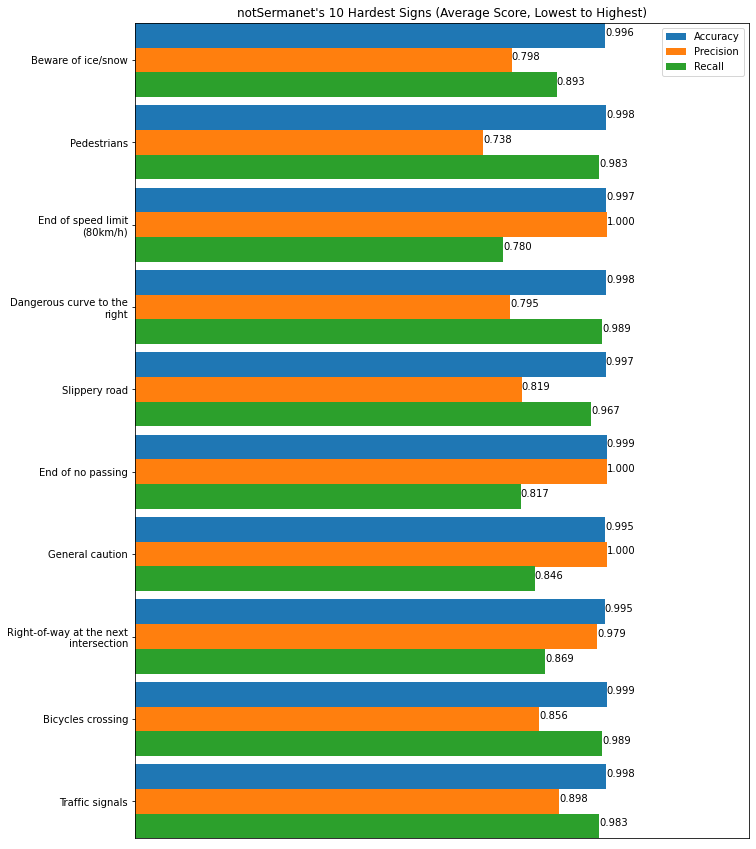 notSermanet's 10 Hardest Signs (Average Score, Lowest to Highest)
Accuracy
Precision
Recall
Beware of ice/snow
0.996
0.798
0.893
Pedestrians
0.998
0.738
0.983
End of speed limit
(80km/h)
0.997
1.000
0.780
Dangerous curve to the
right
0.998
0.795
0.989
Slippery road
0.997
0.819
0.967
End of no passing
0.999
1.000
0.817
General caution
0.995
1.000
0.846
Right-of-way at the next
intersection
0.995
0.979
0.869
Bicycles crossing
0.999
0.856
0.989
Traffic signals
0.998
0.898
0.983